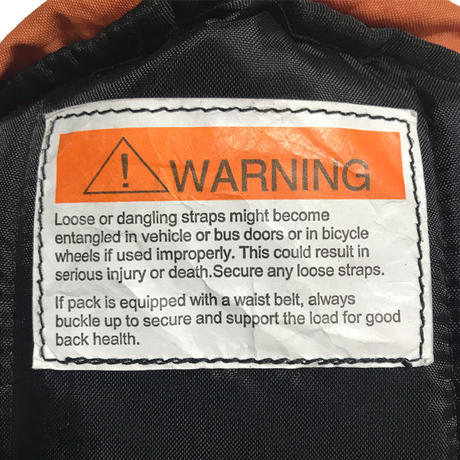 ! WARNING
Loose or dangling straps might become
entangled in vehicle or bus doors or in bicycle
wheels if used improperly. This could result in
serious injury or death.Secure any loose straps.
If pack is equipped with a waist belt, always
buckle up to secure and support the load for good
back health.